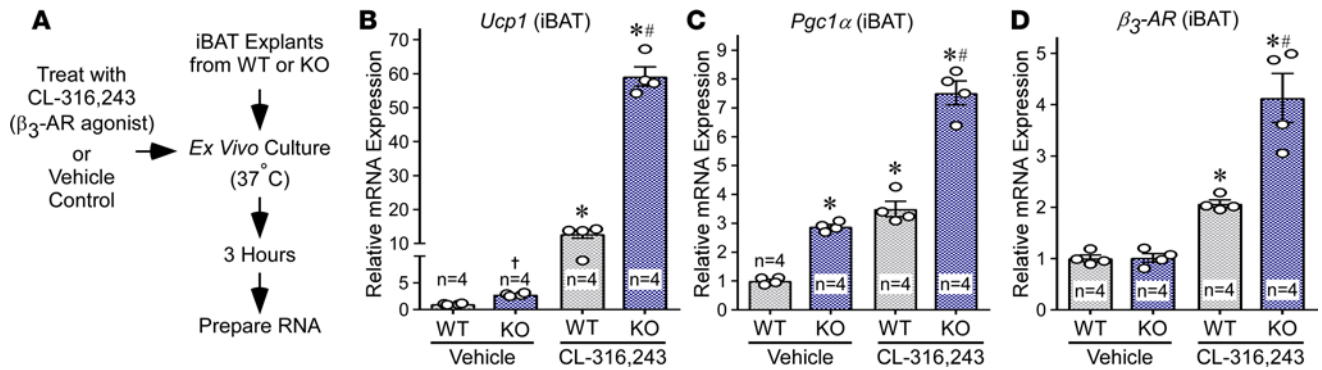 A
Treat with
CL-316,243
(β3-AR agonist)
or
Vehicle
Control
iBAT Explants
from WT or KO
Ex Vivo Culture
(37°C)
3 Hours
Prepare RNA
B
Ucp1 (iBAT)
Relative mRNA Expression
70
60
50
40
30
20
10
10
5
0
n=4
†
n=4
*
n=4
*#
n=4
WT KO WT KO
Vehicle CL-316,243
C
Pgc1α (iBAT)
Relative mRNA Expression
9
8
7
6
5
4
3
2
1
0
n=4
*
n=4
*
n=4
*#
n=4
WT KO WT KO
Vehicle CL-316,243
D
β3-AR (iBAT)
Relative mRNA Expression
5
4
3
2
1
0
n=4
n=4
*
n=4
*#
n=4
WT KO WT KO
Vehicle CL-316,243